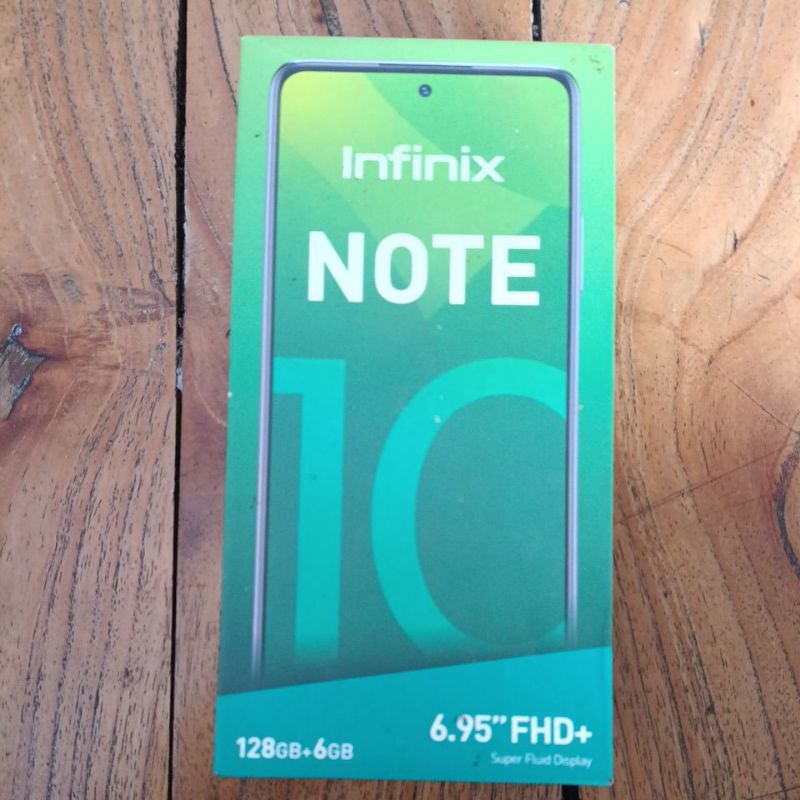 Infinix
NOTE
10
6.95” FHD+
128GB+6GB
Super Fluid Display